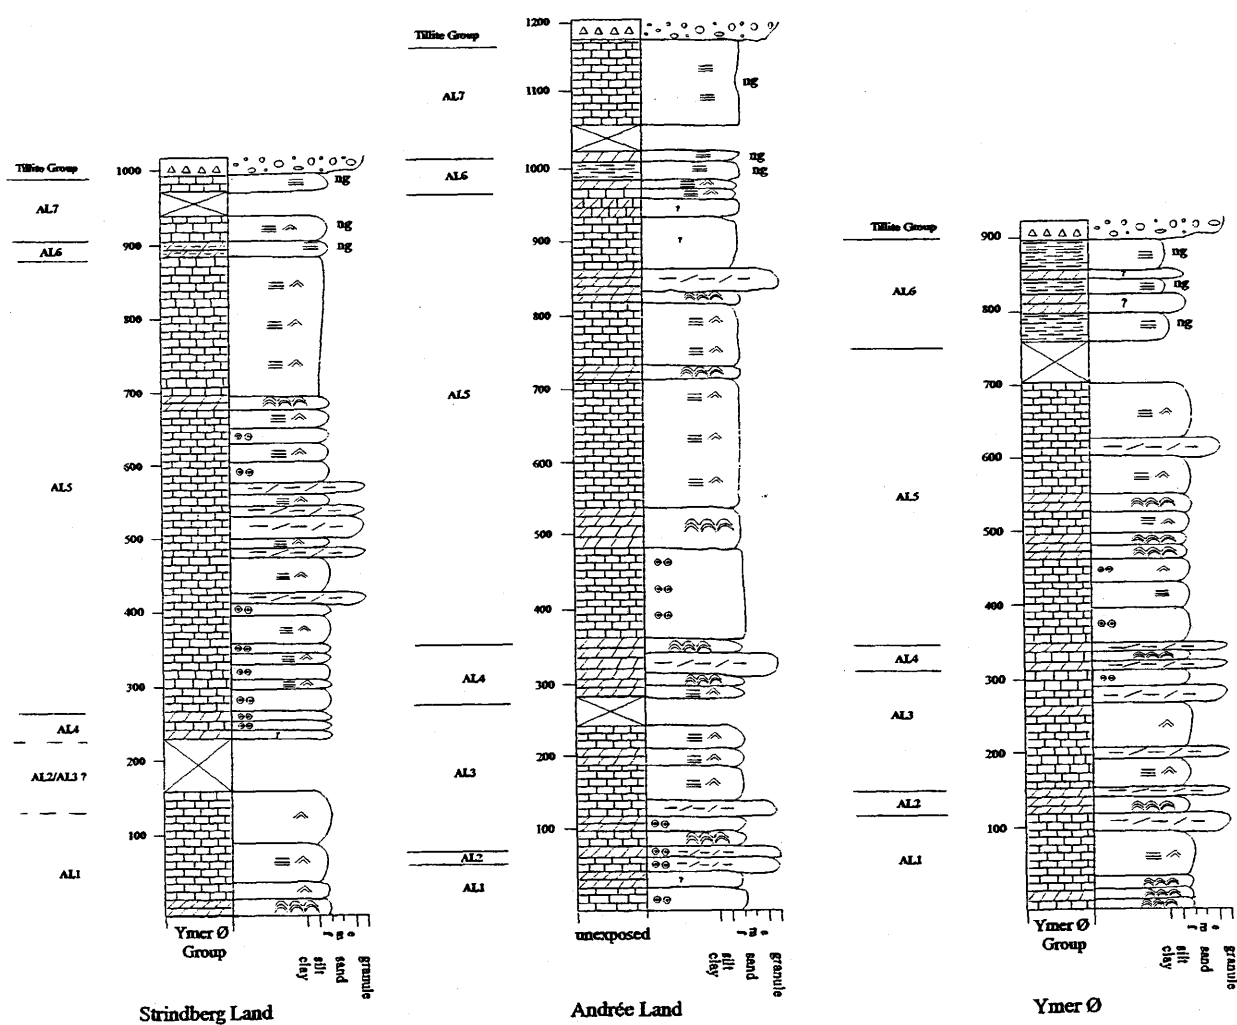 Tillite Group
AL7
AL6
AL5
AL4
AL2/AL3 ?
AL1
1000
900
800
700
600
500
400
300
200
100
ng
ng
ng
?
Ymer Ø
Group
clay
silt
sand
granule
f
m
c
Strindberg Land
Tillite Group
AL7
AL6
AL5
AL4
AL3
AL2
AL1
1200
1100
1000
900
800
700
600
500
400
300
200
100
ng
ng
ng
?
?
?
unexposed
clay
silt
sand
granule
f
m
c
Andrée Land
Tillite Group
AL6
AL5
AL4
AL3
AL2
AL1
900
800
700
600
500
400
300
200
100
ng
?
ng
?
ng
Ymer Ø
Group
clay
silt
sand
granule
f
m
c
Ymer Ø